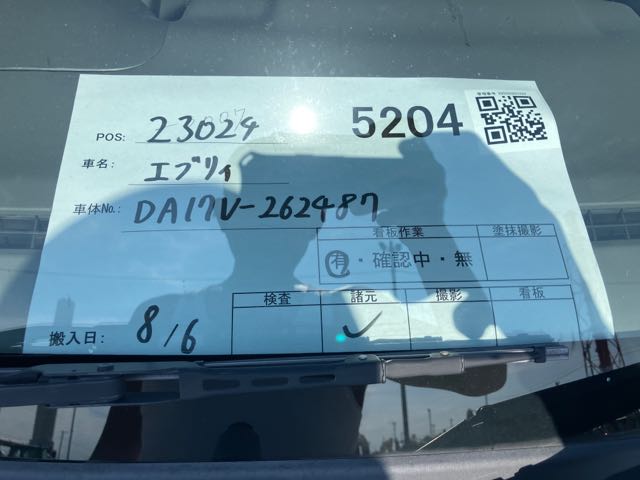 POS: 23024
5204
車名: エブリィ
車体No.: DA17V-262487
看板作業 塗抹撮影
有・確認中・無
検査 諸元 撮影 看板
✓
搬入日: 8/6